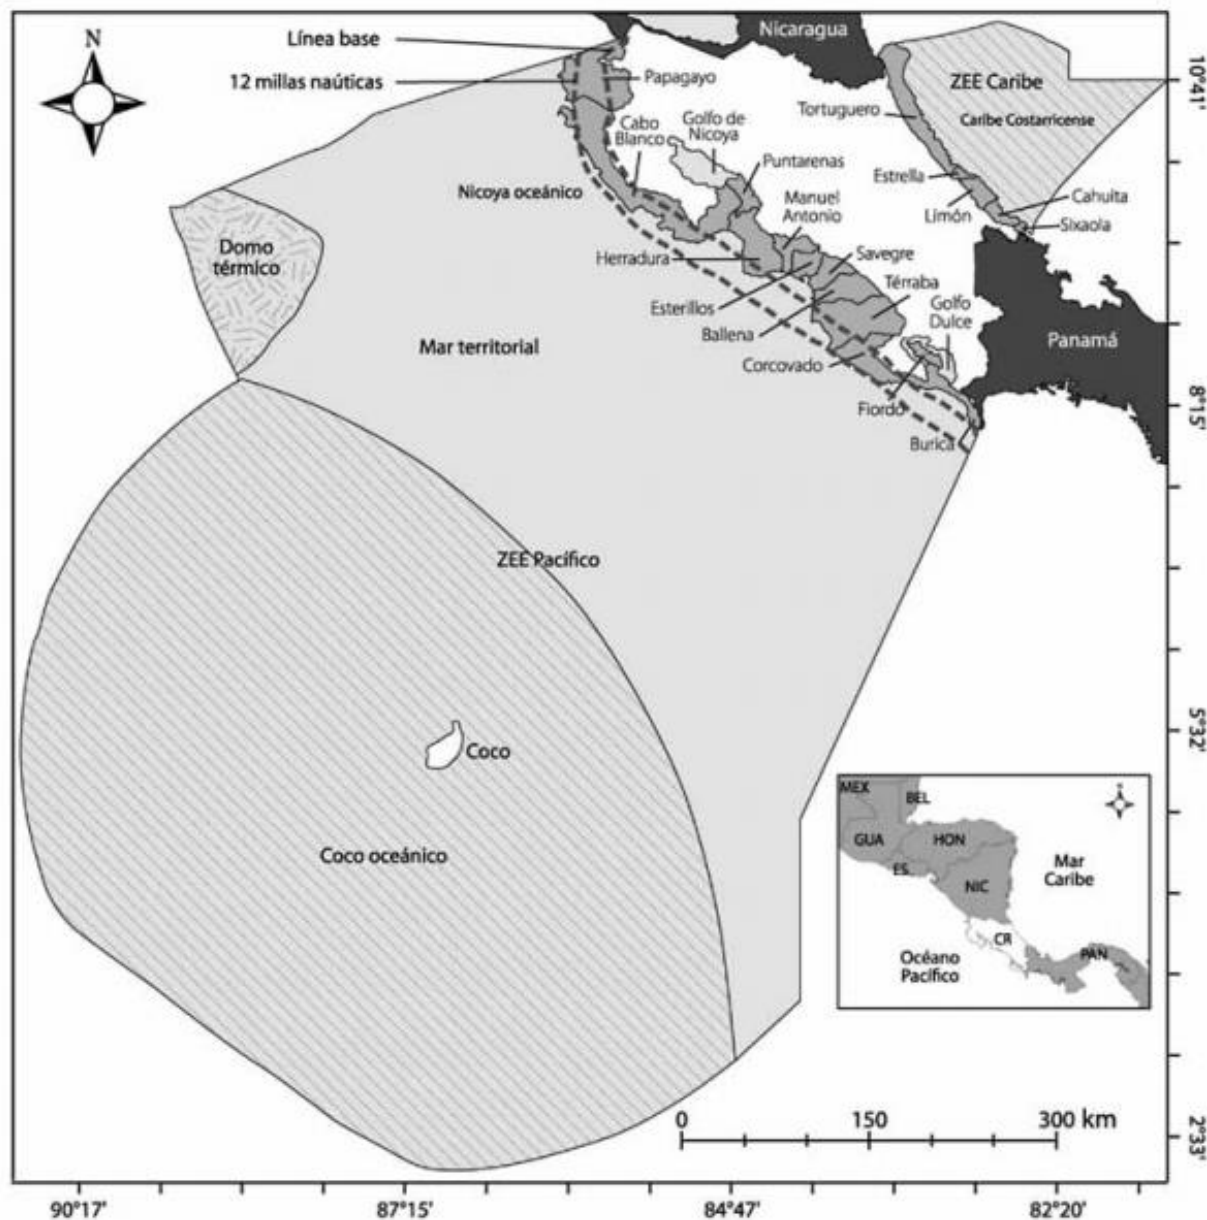 N
Línea base
12 millas naúticas
Nicaragua
Papagayo
Cabo
Blanco
Golfo de
Nicoya
Puntarenas
Nicoya oceánico
Manuel
Antonio
Herradura
Savegre
Esterillos
Térraba
Ballena
Golfo
Dulce
Corcovado
Fiordo
Burica
Tortuguero
ZEE Caribe
Caribe Costarricense
Estrella
Cahuita
Limón
Sixaola
Panamá
Domo
térmico
Mar territorial
ZEE Pacífico
Coco
Coco oceánico
MEX
BEL
GUA
HON
ES
NIC
Mar
Caribe
CR
PAN
Océano
Pacífico
0 150 300 km
10°41'
8°15'
5°32'
2°33'
90°17' 87°15' 84°47' 82°20'